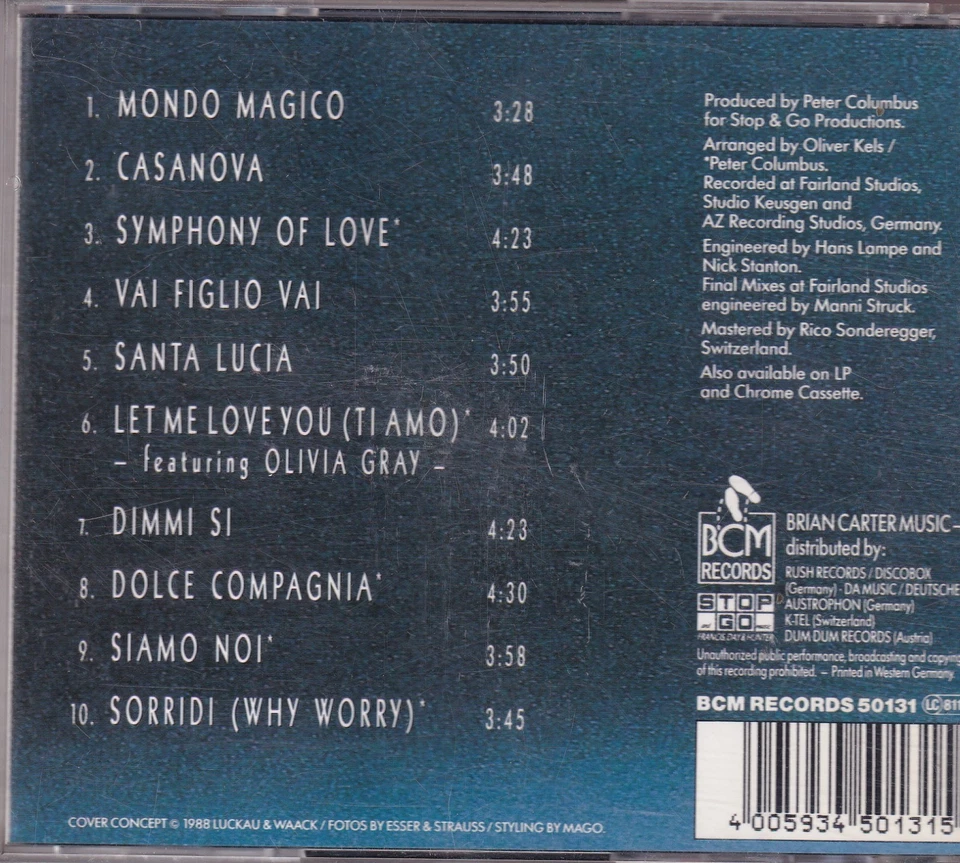 1. MONDO MAGICO 3:28
2. CASANOVA 3:48
3. SYMPHONY OF LOVE* 4:23
4. VAI FIGLIO VAI 3:55
5. SANTA LUCIA 3:50
6. LET ME LOVE YOU (TI AMO)* 4:02
– featuring OLIVIA GRAY –
7. DIMMI SI 4:23
8. DOLCE COMPAGNIA* 4:30
9. SIAMO NOI* 3:58
10. SORRIDI (WHY WORRY)* 3:45
COVER CONCEPT © 1988 LUCKAU & WAACK / FOTOS BY ESSER & STRAUSS / STYLING BY MAGO.
Produced by Peter Columbus
for Stop & Go Productions.
Arranged by Oliver Kels /
*Peter Columbus.
Recorded at Fairland Studios,
Studio Keusgen and
AZ Recording Studios, Germany.
Engineered by Hans Lampe and
Nick Stanton.
Final Mixes at Fairland Studios
engineered by Manni Struck.
Mastered by Rico Sonderegger,
Switzerland.
Also available on LP
and Chrome Cassette.
BCM
RECORDS
BRIAN CARTER MUSIC –
distributed by:
RUSH RECORDS / DISCOBOX
(Germany) · DA MUSIC / DEUTSCHE
AUSTROPHON (Germany)
K-TEL (Switzerland)
DUM DUM RECORDS (Austria)
STOP
GO
FRANCIS, DAY & HUNTER
Unauthorized public performance, broadcasting and copying
of this recording prohibited. – Printed in Western Germany.
BCM RECORDS 50131 LC 811
4 005934 501315